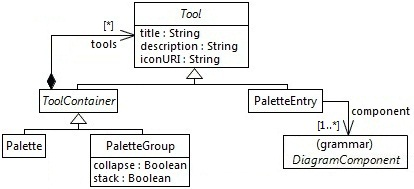 Tool
[*]
tools
title : String
description : String
iconURI : String
ToolContainer
PaletteEntry
component
[1..*]
Palette
PaletteGroup
collapse : Boolean
stack : Boolean
(grammar)
DiagramComponent